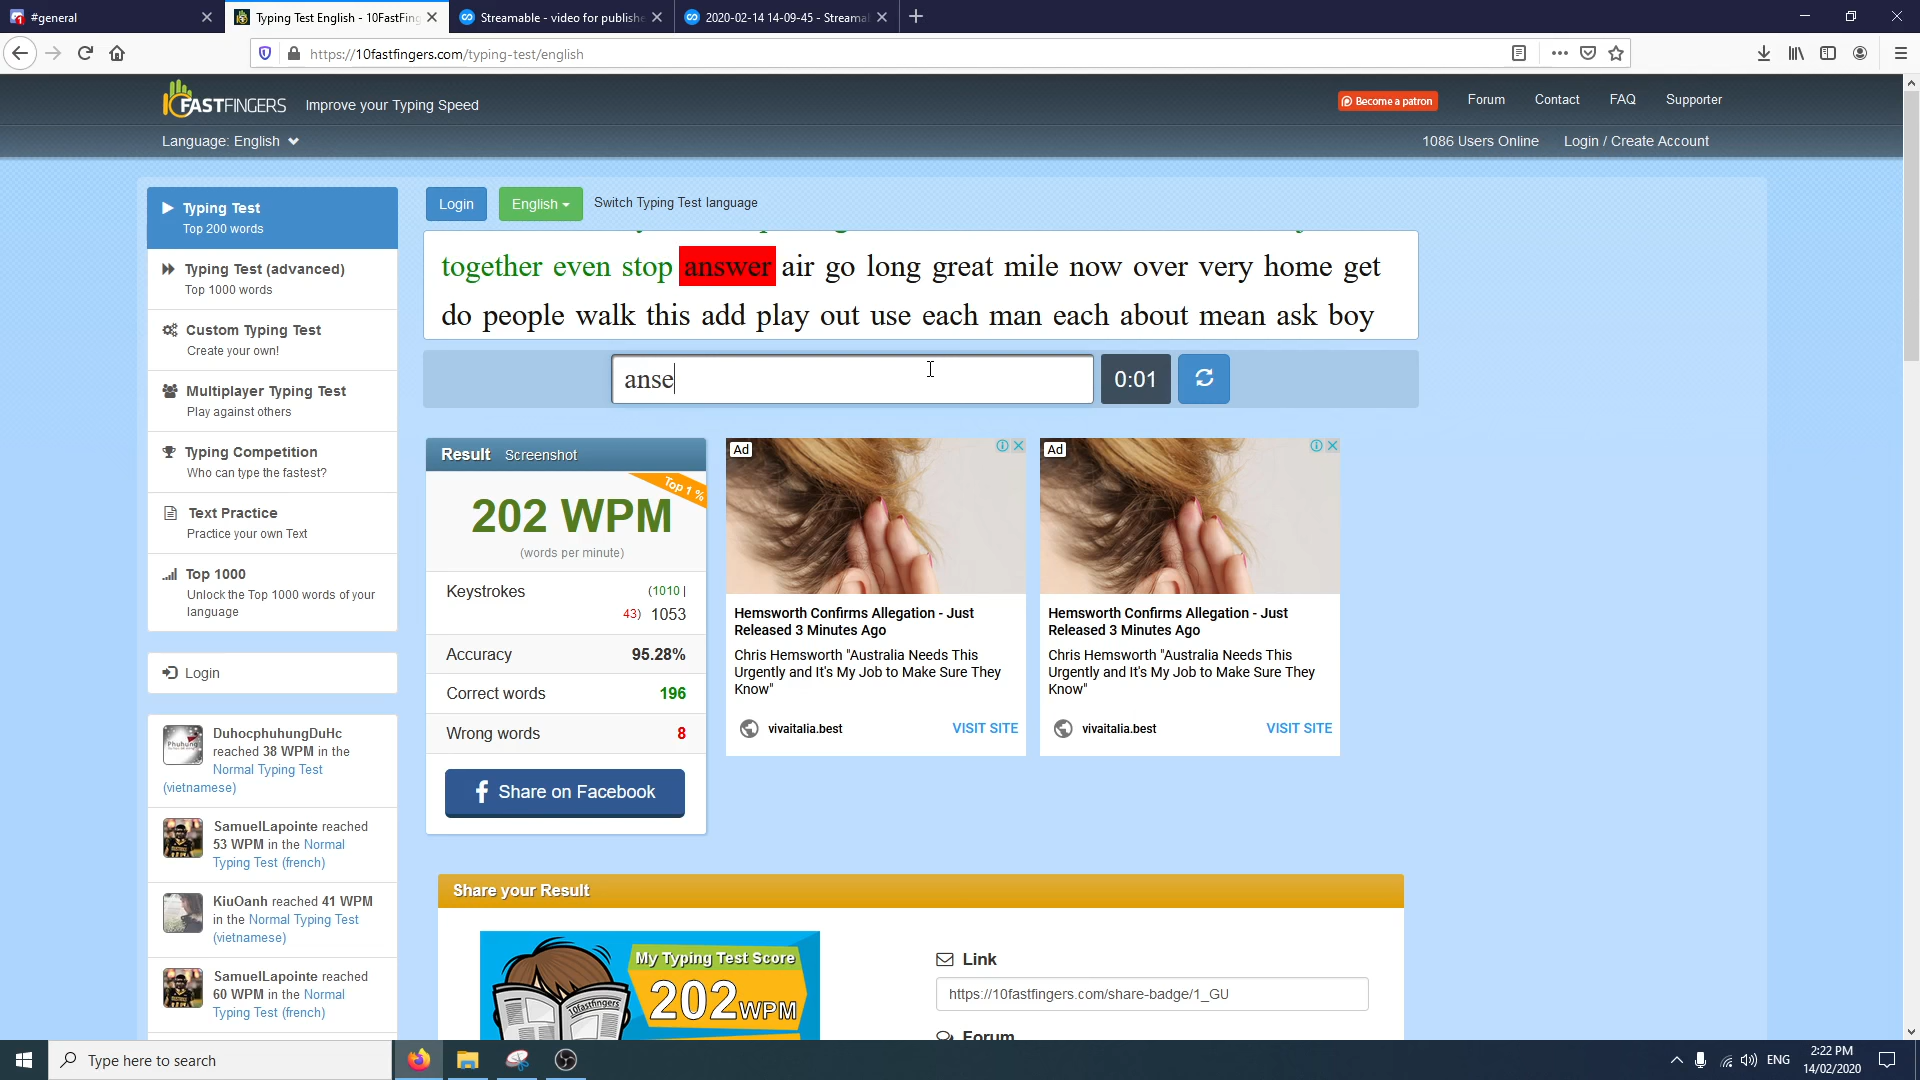 #general
Typing Test English - 10FastFing
Streamable - video for publishe
2020-02-14 14-09-45 - Streamal
https://10fastfingers.com/typing-test/english
10FASTFINGERS
Improve your Typing Speed
Become a patron
Forum
Contact
FAQ
Supporter
Language: English
1086 Users Online
Login / Create Account
Typing Test
Top 200 words
Typing Test (advanced)
Top 1000 words
Custom Typing Test
Create your own!
Multiplayer Typing Test
Play against others
Typing Competition
Who can type the fastest?
Text Practice
Practice your own Text
Top 1000
Unlock the Top 1000 words of your
language
Login
DuhocphuhungDuHc
reached 38 WPM in the
Normal Typing Test
(vietnamese)
SamuelLapointe reached
53 WPM in the Normal
Typing Test (french)
KiuOanh reached 41 WPM
in the Normal Typing Test
(vietnamese)
SamuelLapointe reached
60 WPM in the Normal
Typing Test (french)
Login
English
Switch Typing Test language
together even stop answer air go long great mile now over very home get
do people walk this add play out use each man each about mean ask boy
anse
0:01
Result Screenshot
Top 1 %
202 WPM
(words per minute)
Keystrokes (1010 |
43) 1053
Accuracy 95.28%
Correct words 196
Wrong words 8
Share on Facebook
Ad
Hemsworth Confirms Allegation - Just
Released 3 Minutes Ago
Chris Hemsworth "Australia Needs This
Urgently and It's My Job to Make Sure They
Know"
vivaitalia.best VISIT SITE
Ad
Hemsworth Confirms Allegation - Just
Released 3 Minutes Ago
Chris Hemsworth "Australia Needs This
Urgently and It's My Job to Make Sure They
Know"
vivaitalia.best VISIT SITE
Share your Result
My Typing Test Score
202 WPM
10fastfingers
Link
https://10fastfingers.com/share-badge/1_GU
Forum
Type here to search
ENG
2:22 PM
14/02/2020